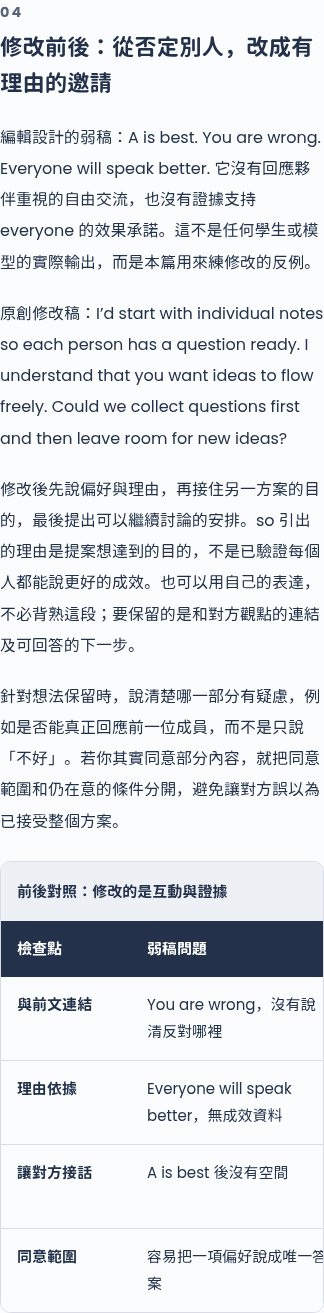 04
修改前後：從否定別人，改成有
理由的邀請
編輯設計的弱稿：A is best. You are wrong.
Everyone will speak better. 它沒有回應夥
伴重視的自由交流，也沒有證據支持
everyone 的效果承諾。這不是任何學生或模
型的實際輸出，而是本篇用來練修改的反例。
原創修改稿：I’d start with individual notes
so each person has a question ready. I
understand that you want ideas to flow
freely. Could we collect questions first
and then leave room for new ideas?
修改後先說偏好與理由，再接住另一方案的目
的，最後提出可以繼續討論的安排。so 引出
的理由是提案想達到的目的，不是已驗證每個
人都能說更好的成效。也可以用自己的表達，
不必背熟這段；要保留的是和對方觀點的連結
及可回答的下一步。
針對想法保留時，說清楚哪一部分有疑慮，例
如是否能真正回應前一位成員，而不是只說
「不好」。若你其實同意部分內容，就把同意
範圍和仍在意的條件分開，避免讓對方誤以為
已接受整個方案。
前後對照：修改的是互動與證據
檢查點 弱稿問題
與前文連結 You are wrong，沒有說
清反對哪裡
理由依據 Everyone will speak
better，無成效資料
讓對方接話 A is best 後沒有空間
同意範圍 容易把一項偏好說成唯一答
案